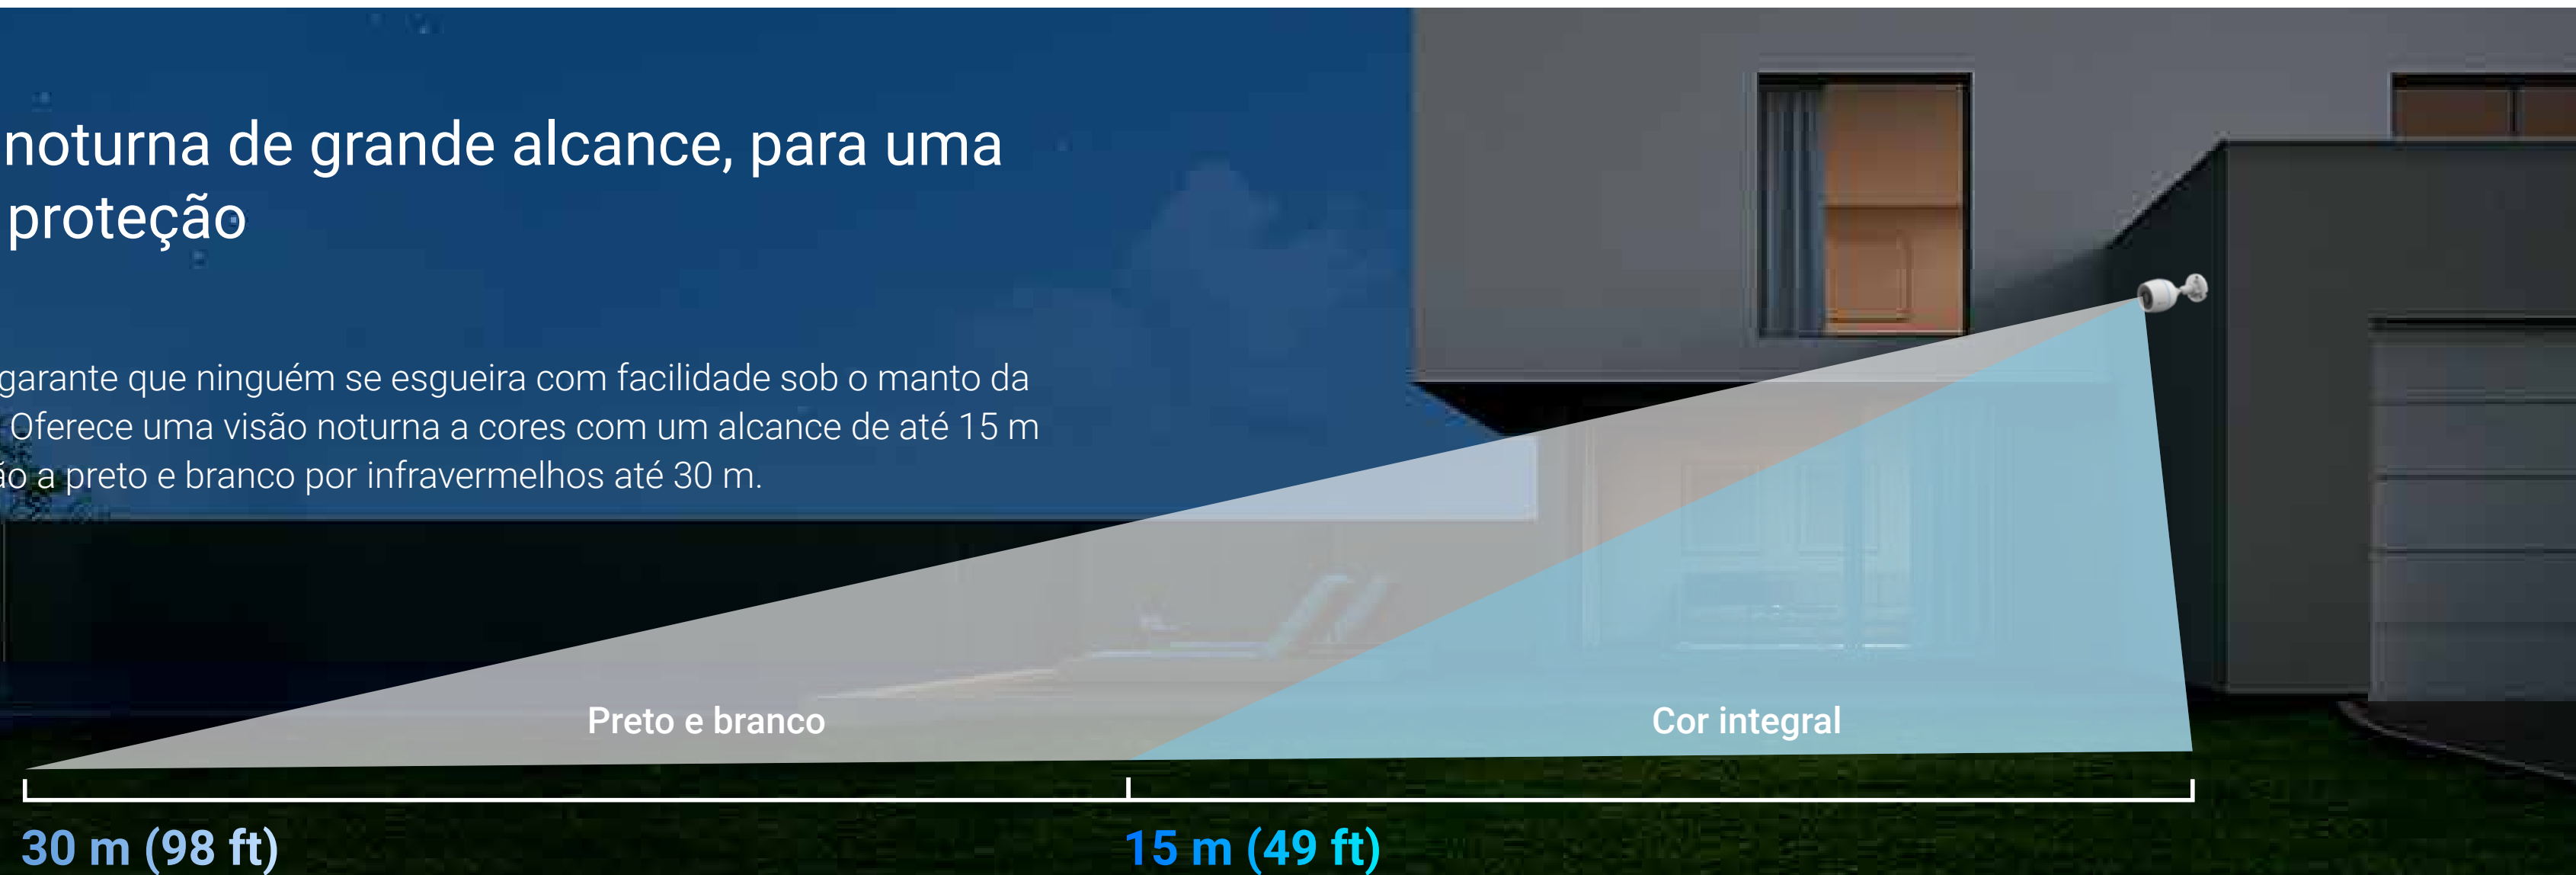 noturna de grande alcance, para uma
proteção
garante que ninguém se esgueira com facilidade sob o manto da
Oferece uma visão noturna a cores com um alcance de até 15 m
a preto e branco por infravermelhos até 30 m.
Preto e branco
Cor integral
30 m (98 ft)
15 m (49 ft)